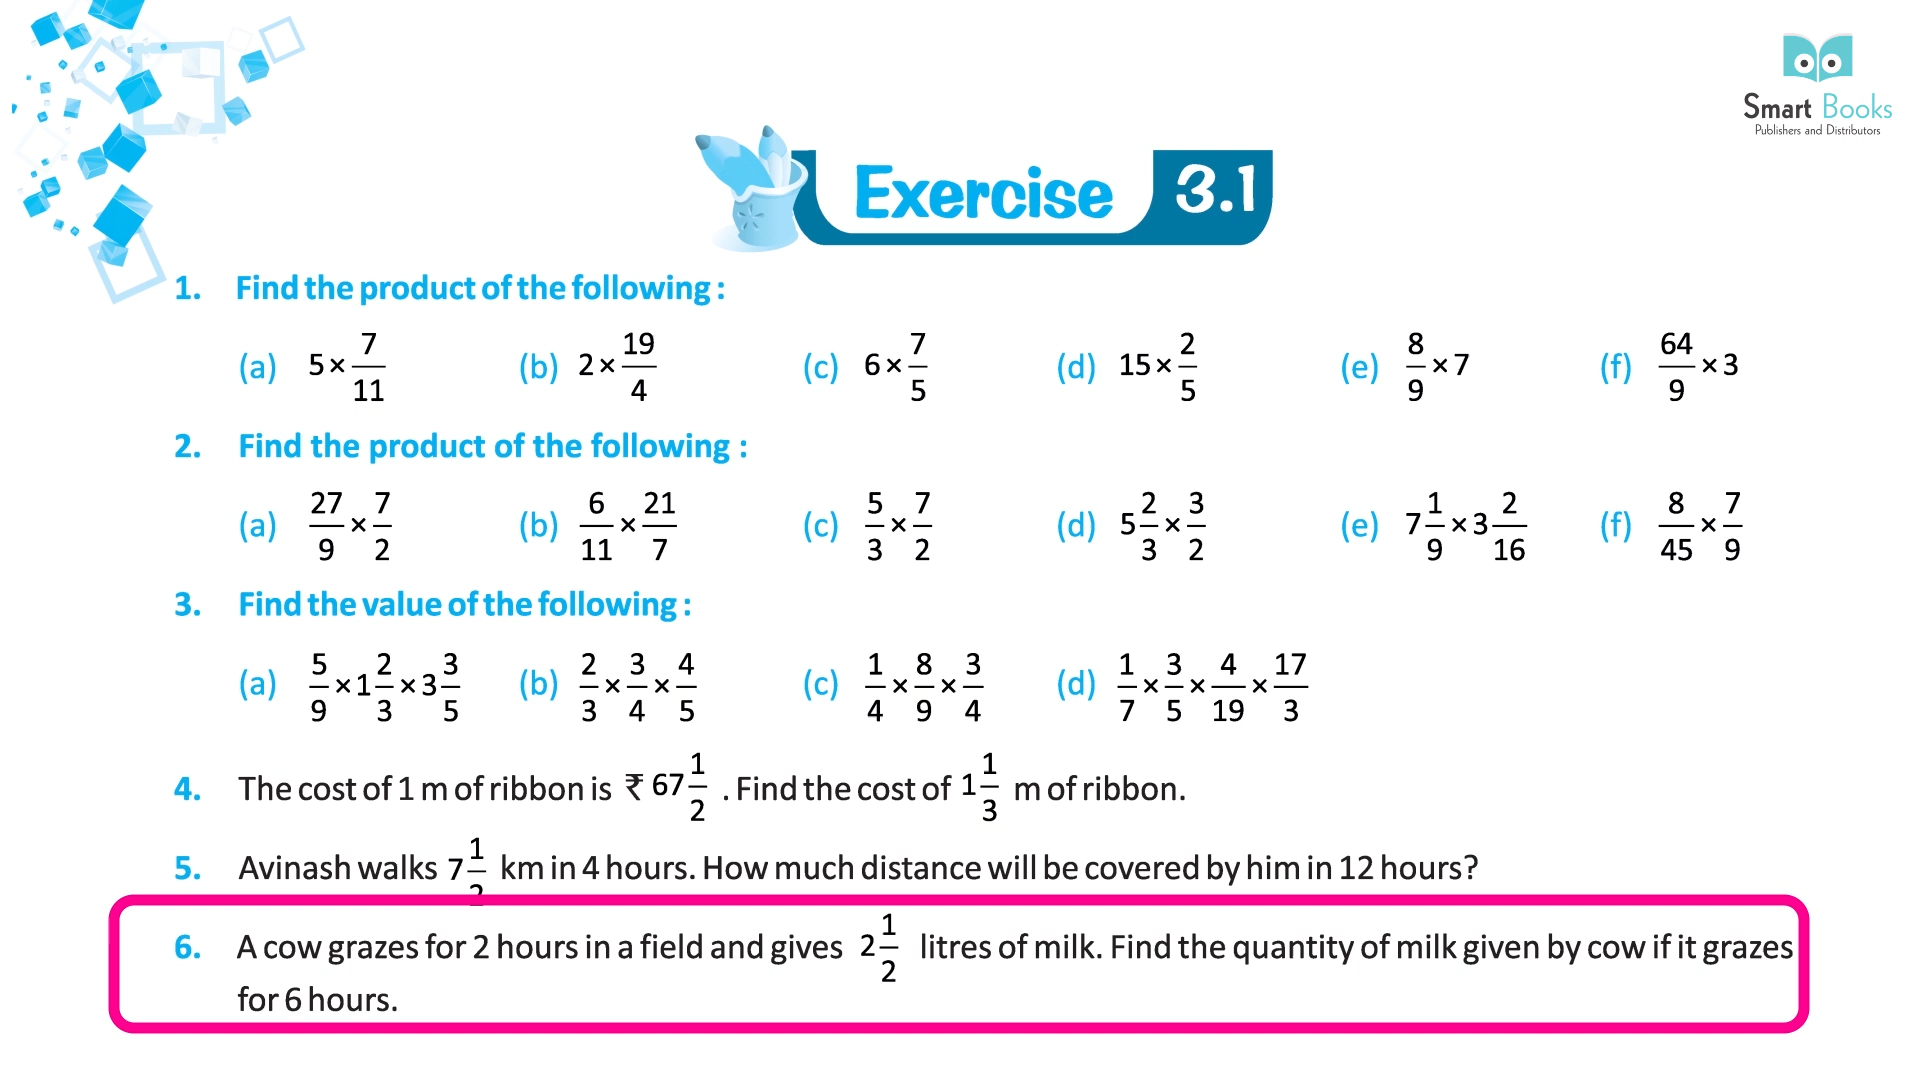 Smart Books
Publishers and Distributors
Exercise 3.1
1. Find the product of the following :
(a) 5 × 7/11 (b) 2 × 19/4 (c) 6 × 7/5 (d) 15 × 2/5 (e) 8/9 × 7 (f) 64/9 × 3
2. Find the product of the following :
(a) 27/9 × 7/2 (b) 6/11 × 21/7 (c) 5/3 × 7/2 (d) 5 2/3 × 3/2 (e) 7 1/9 × 3 2/16 (f) 8/45 × 7/9
3. Find the value of the following :
(a) 5/9 × 1 2/3 × 3 3/5 (b) 2/3 × 3/4 × 4/5 (c) 1/4 × 8/9 × 3/4 (d) 1/7 × 3/5 × 4/19 × 17/3
4. The cost of 1 m of ribbon is ₹ 67 1/2 . Find the cost of 1 1/3 m of ribbon.
5. Avinash walks 7 1/2 km in 4 hours. How much distance will be covered by him in 12 hours?
6. A cow grazes for 2 hours in a field and gives 2 1/2 litres of milk. Find the quantity of milk given by cow if it grazes
for 6 hours.